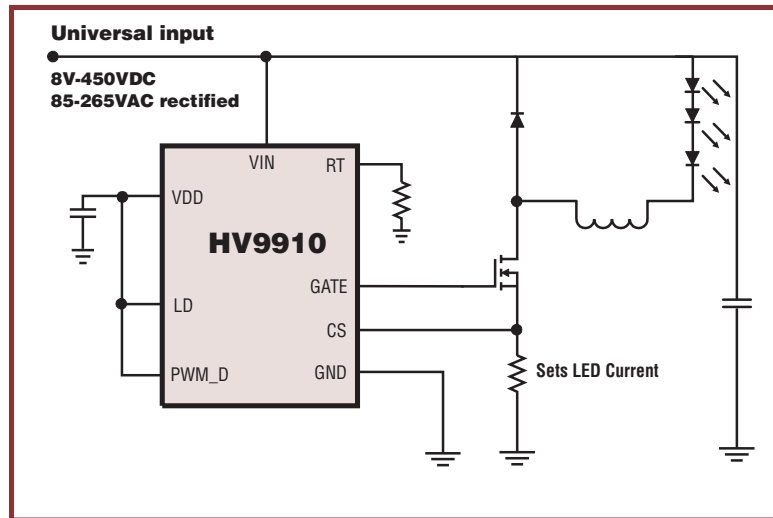 Universal input
8V-450VDC
85-265VAC rectified
VIN
RT
VDD
HV9910
GATE
LD
CS
PWM_D
GND
Sets LED Current